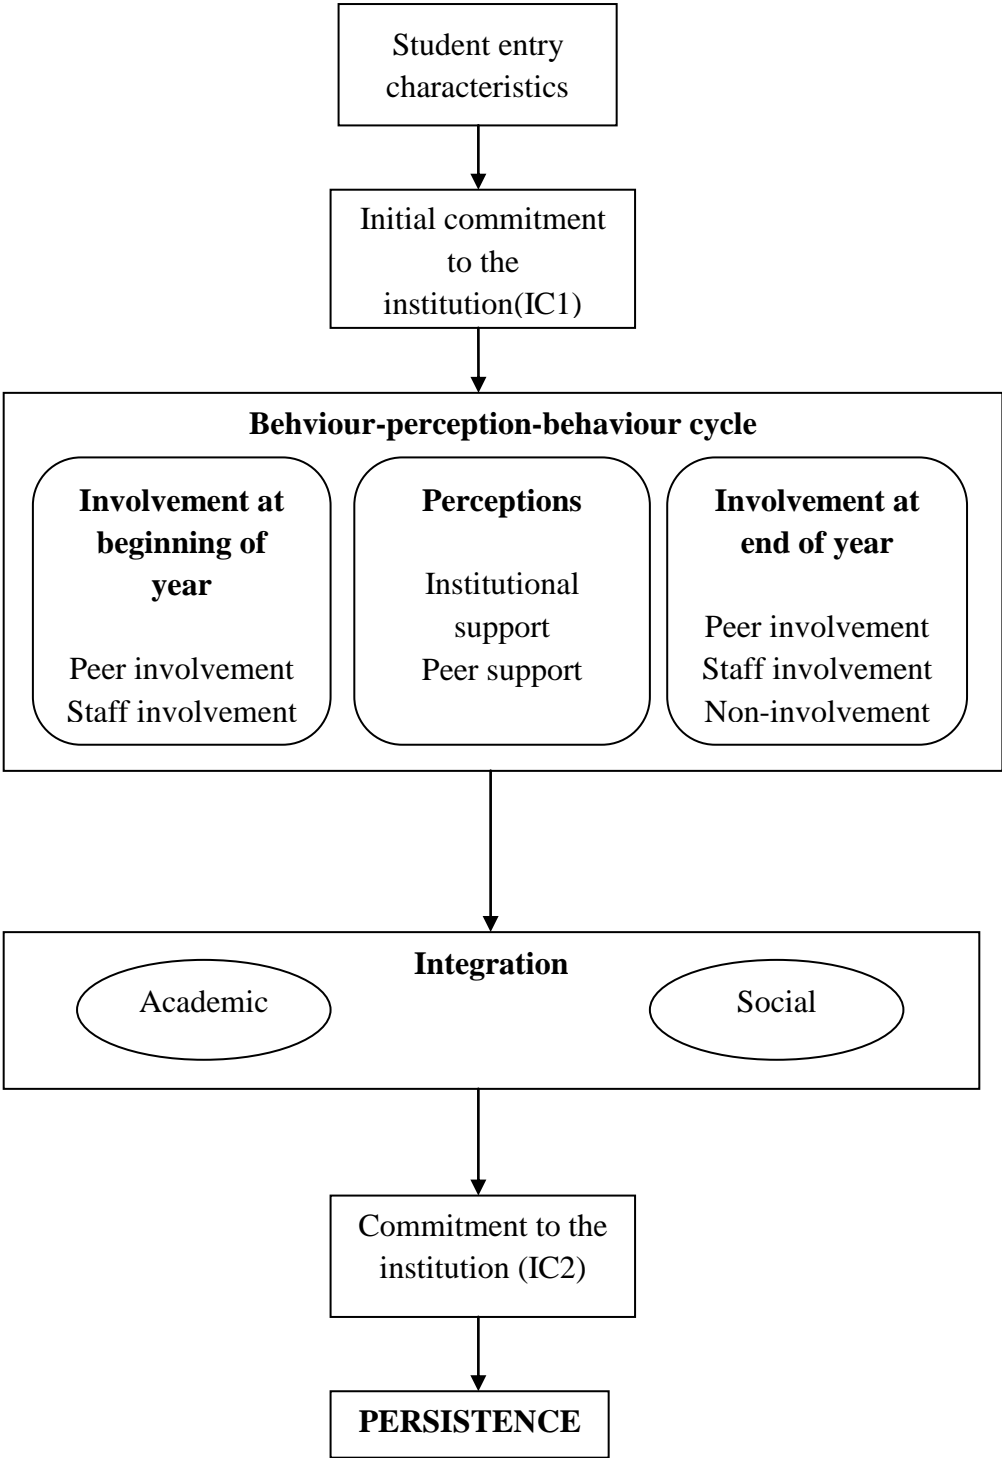 Student entry
characteristics
Initial commitment
to the
institution(IC1)
Behviour-perception-behaviour cycle
Involvement at
beginning of
year
Peer involvement
Staff involvement
Perceptions
Institutional
support
Peer support
Involvement at
end of year
Peer involvement
Staff involvement
Non-involvement
Integration
Academic
Social
Commitment to the
institution (IC2)
PERSISTENCE